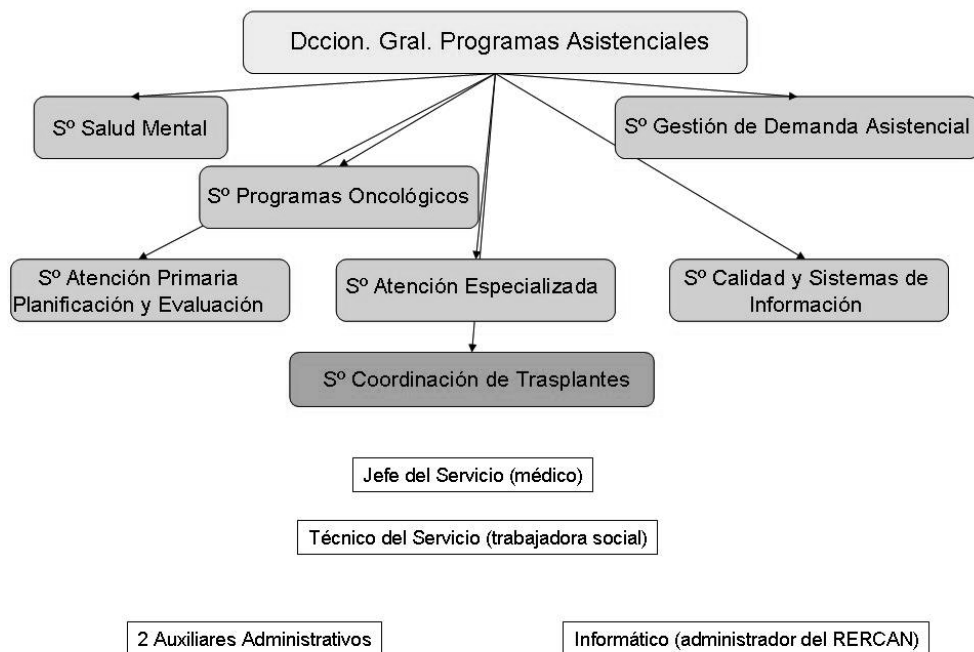 Dccion. Gral. Programas Asistenciales
Sº Salud Mental
Sº Gestión de Demanda Asistencial
Sº Programas Oncológicos
Sº Atención Primaria
Planificación y Evaluación
Sº Atención Especializada
Sº Calidad y Sistemas de
Información
Sº Coordinación de Trasplantes
Jefe del Servicio (médico)
Técnico del Servicio (trabajadora social)
2 Auxiliares Administrativos
Informático (administrador del RERCAN)